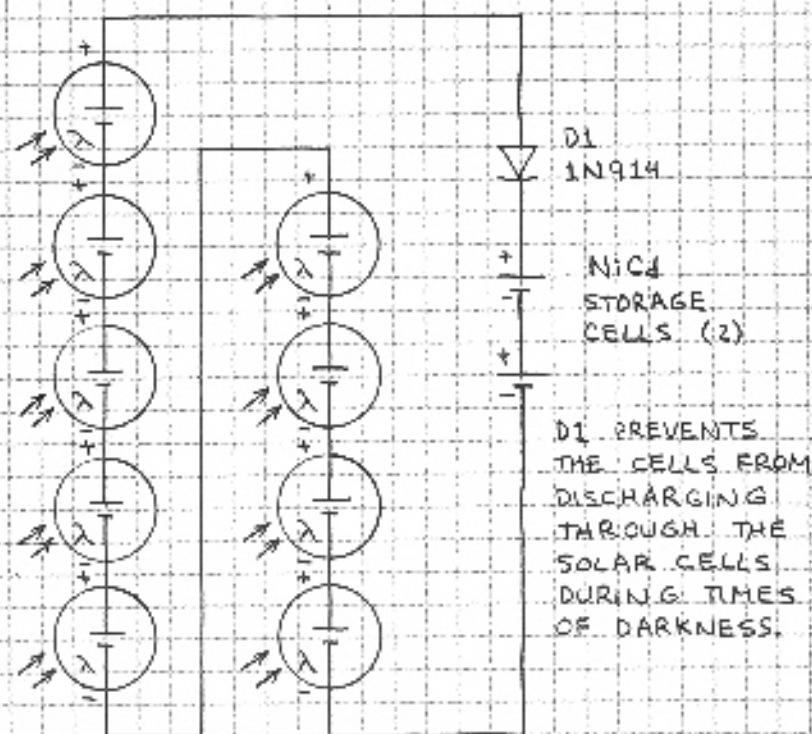 D1
1N914
NiCd
STORAGE
CELLS (2)
D1 PREVENTS
THE CELLS FROM
DISCHARGING
THROUGH THE
SOLAR CELLS
DURING TIMES
OF DARKNESS.